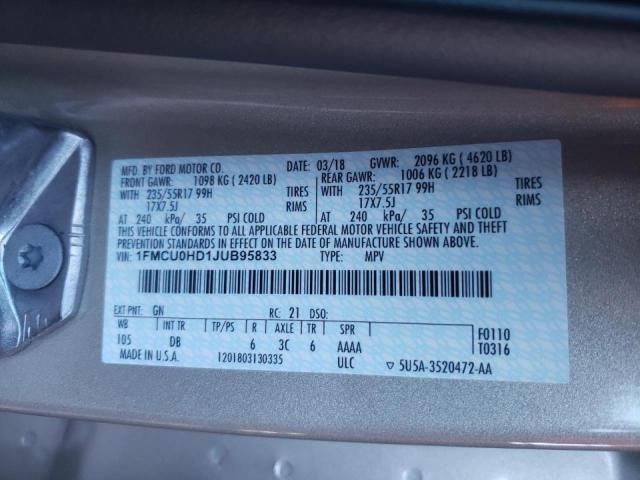 MFD. BY FORD MOTOR CO.
DATE: 03/18 GVWR: 2096 KG ( 4620 LB)
FRONT GAWR: 1098 KG ( 2420 LB) REAR GAWR: 1006 KG ( 2218 LB)
WITH 235/55R17 99H TIRES WITH 235/55R17 99H TIRES
17X7.5J RIMS 17X7.5J RIMS
AT 240 kPa/ 35 PSI COLD AT 240 kPa/ 35 PSI COLD
THIS VEHICLE CONFORMS TO ALL APPLICABLE FEDERAL MOTOR VEHICLE SAFETY AND THEFT
PREVENTION STANDARDS IN EFFECT ON THE DATE OF MANUFACTURE SHOWN ABOVE.
VIN: 1FMCU0HD1JUB95833 TYPE: MPV
EXT PNT: GN RC: 21 DSO:
WB INT TR TP/PS R AXLE TR SPR F0110
105 DB 6 3C 6 AAAA T0316
MADE IN U.S.A. I201803130335 ULC ▽ 5U5A-3520472-AA